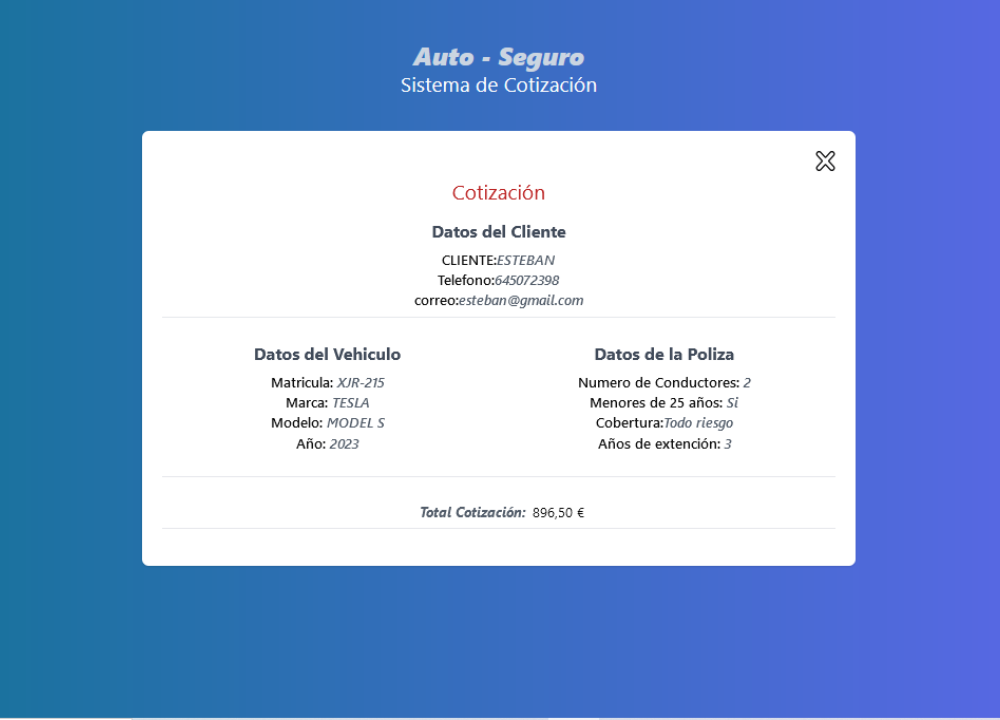 Auto - Seguro
Sistema de Cotización
Cotización
Datos del Cliente
CLIENTE:ESTEBAN
Telefono:645072398
correo:esteban@gmail.com
Datos del Vehiculo
Matricula: XJR-215
Marca: TESLA
Modelo: MODEL S
Año: 2023
Datos de la Poliza
Numero de Conductores: 2
Menores de 25 años: Si
Cobertura:Todo riesgo
Años de extención: 3
Total Cotización: 896,50 €